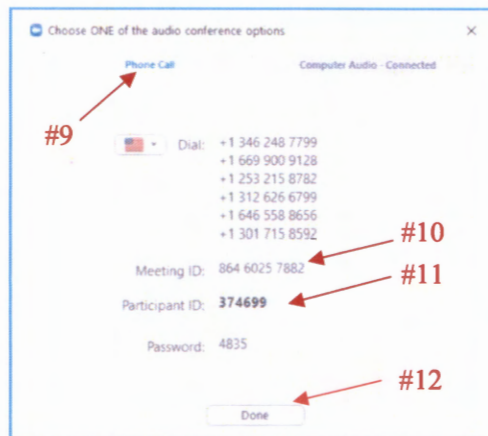 Choose ONE of the audio conference options
Phone Call Computer Audio - Connected
#9
Dial: +1 346 248 7799
+1 669 900 9128
+1 253 215 8782
+1 312 626 6799
+1 646 558 8656
+1 301 715 8592
#10
Meeting ID: 864 6025 7882
#11
Participant ID: 374699
Password: 4835
#12
Done